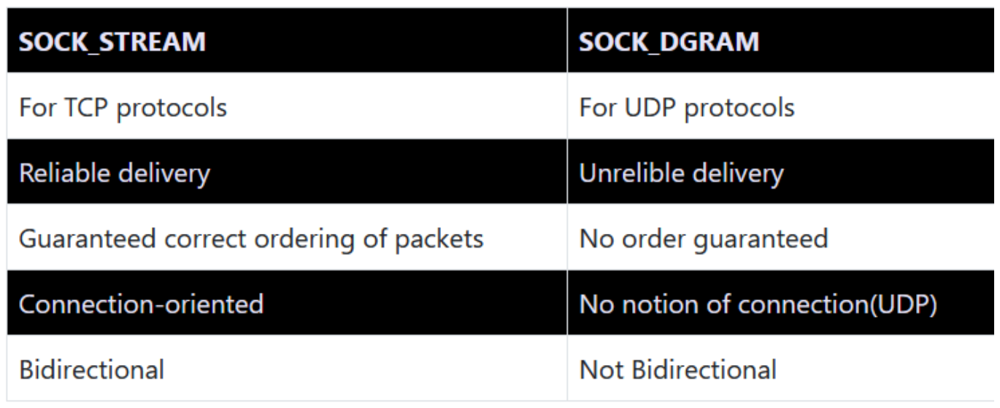 SOCK_STREAM SOCK_DGRAM
For TCP protocols For UDP protocols
Reliable delivery Unrelible delivery
Guaranteed correct ordering of packets No order guaranteed
Connection-oriented No notion of connection(UDP)
Bidirectional Not Bidirectional